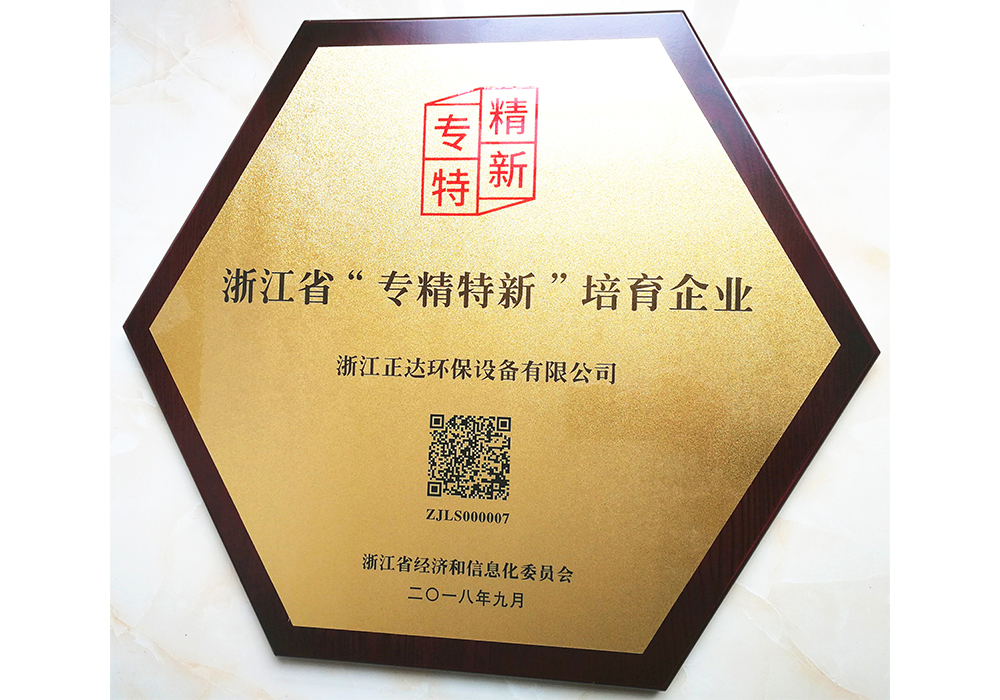 专精
特新
浙江省“专精特新”培育企业
浙江正达环保设备有限公司
ZJLS000007
浙江省经济和信息化委员会
二〇一八年九月